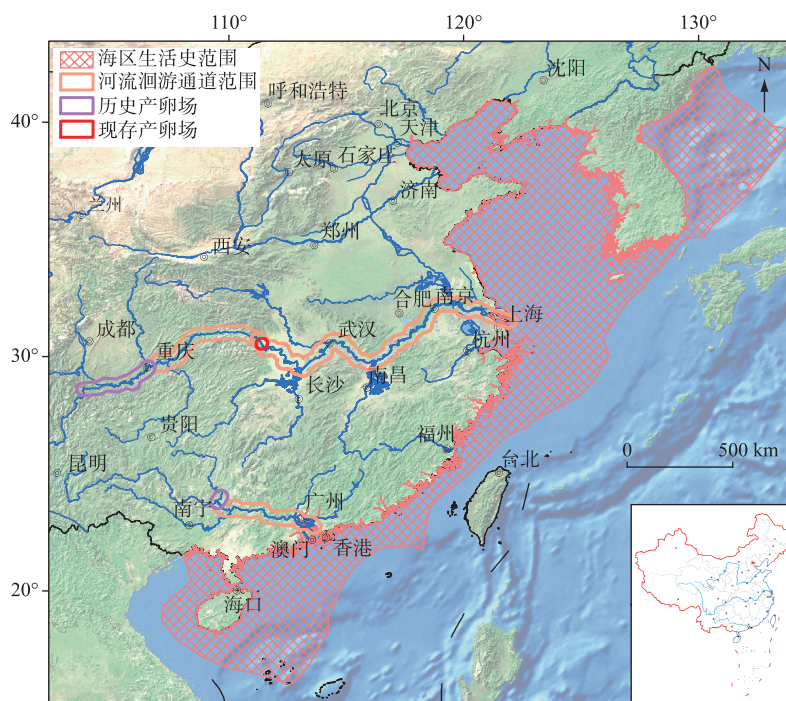 110°
120°
130°
海区生活史范围
河流洄游通道范围
历史产卵场
现存产卵场
N
沈阳
呼和浩特
北京
天津
40°
石家庄
太原
济南
兰州
郑州
西安
合肥
南京
上海
成都
武汉
杭州
30°
重庆
南昌
长沙
贵阳
福州
昆明
台北
0
500 km
广州
南宁
澳门
香港
20°
海口